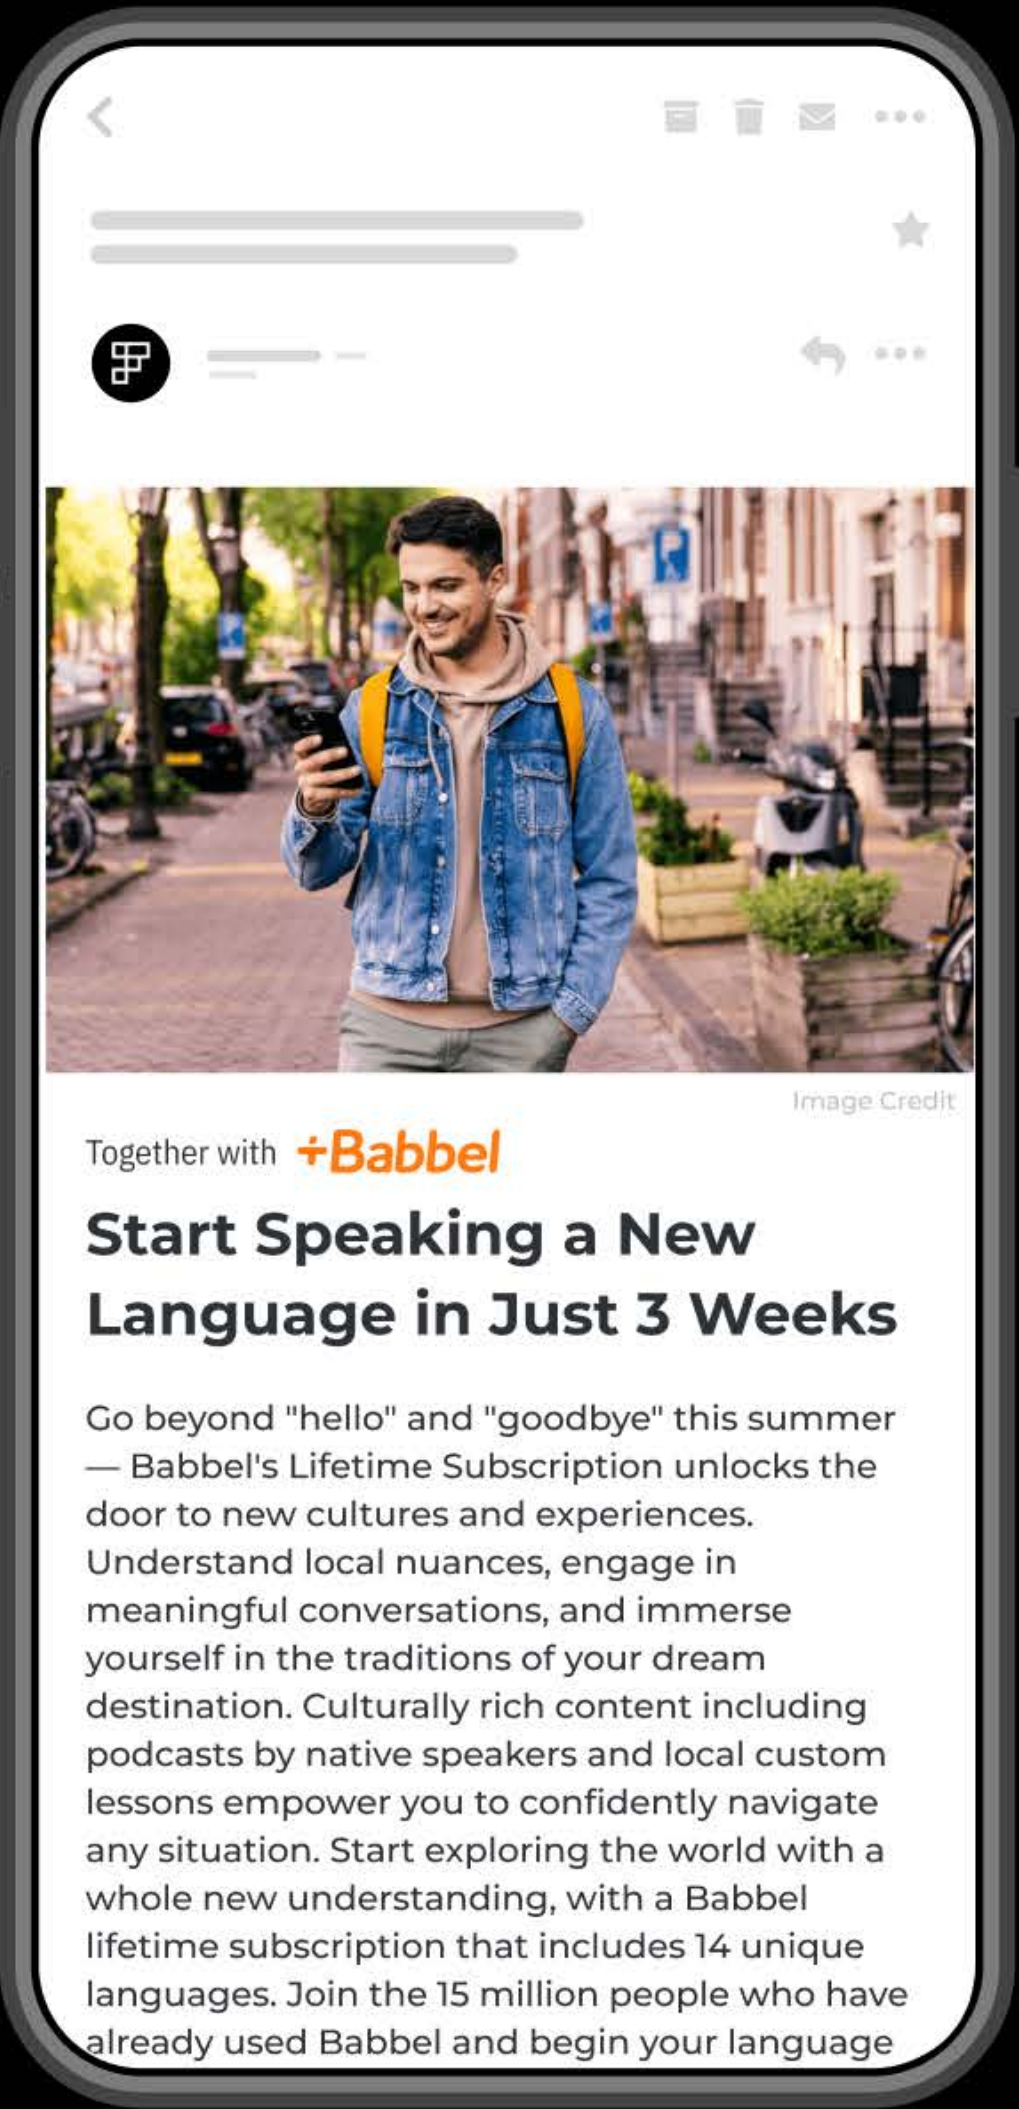 P
Image Credit
Together with +Babbel
Start Speaking a New
Language in Just 3 Weeks
Go beyond "hello" and "goodbye" this summer
— Babbel's Lifetime Subscription unlocks the
door to new cultures and experiences.
Understand local nuances, engage in
meaningful conversations, and immerse
yourself in the traditions of your dream
destination. Culturally rich content including
podcasts by native speakers and local custom
lessons empower you to confidently navigate
any situation. Start exploring the world with a
whole new understanding, with a Babbel
lifetime subscription that includes 14 unique
languages. Join the 15 million people who have
already used Babbel and begin your language